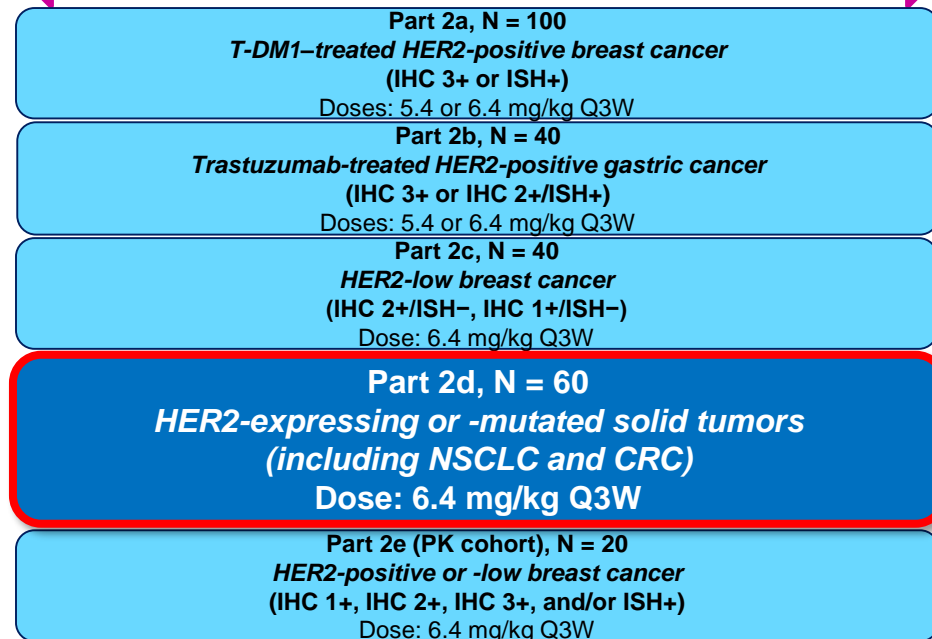 Part 2a, N = 100
T-DM1–treated HER2-positive breast cancer
(IHC 3+ or ISH+)
Doses: 5.4 or 6.4 mg/kg Q3W
Part 2b, N = 40
Trastuzumab-treated HER2-positive gastric cancer
(IHC 3+ or IHC 2+/ISH+)
Doses: 5.4 or 6.4 mg/kg Q3W
Part 2c, N = 40
HER2-low breast cancer
(IHC 2+/ISH−, IHC 1+/ISH−)
Dose: 6.4 mg/kg Q3W
Part 2d, N = 60
HER2-expressing or -mutated solid tumors
(including NSCLC and CRC)
Dose: 6.4 mg/kg Q3W
Part 2e (PK cohort), N = 20
HER2-positive or -low breast cancer
(IHC 1+, IHC 2+, IHC 3+, and/or ISH+)
Dose: 6.4 mg/kg Q3W